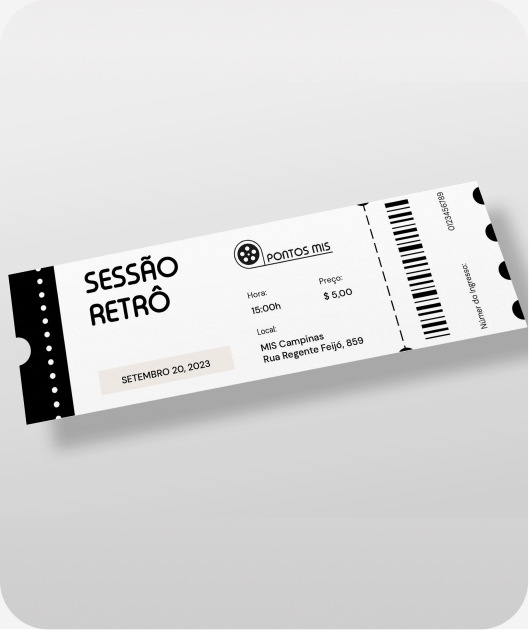 SESSÃO
RETRÔ
SETEMBRO 20, 2023
PONTOS MIS
Hora:
15:00h
Preço:
$ 5,00
Local:
MIS Campinas
Rua Regente Feijó, 859
0123456789
Númer do Ingresso: